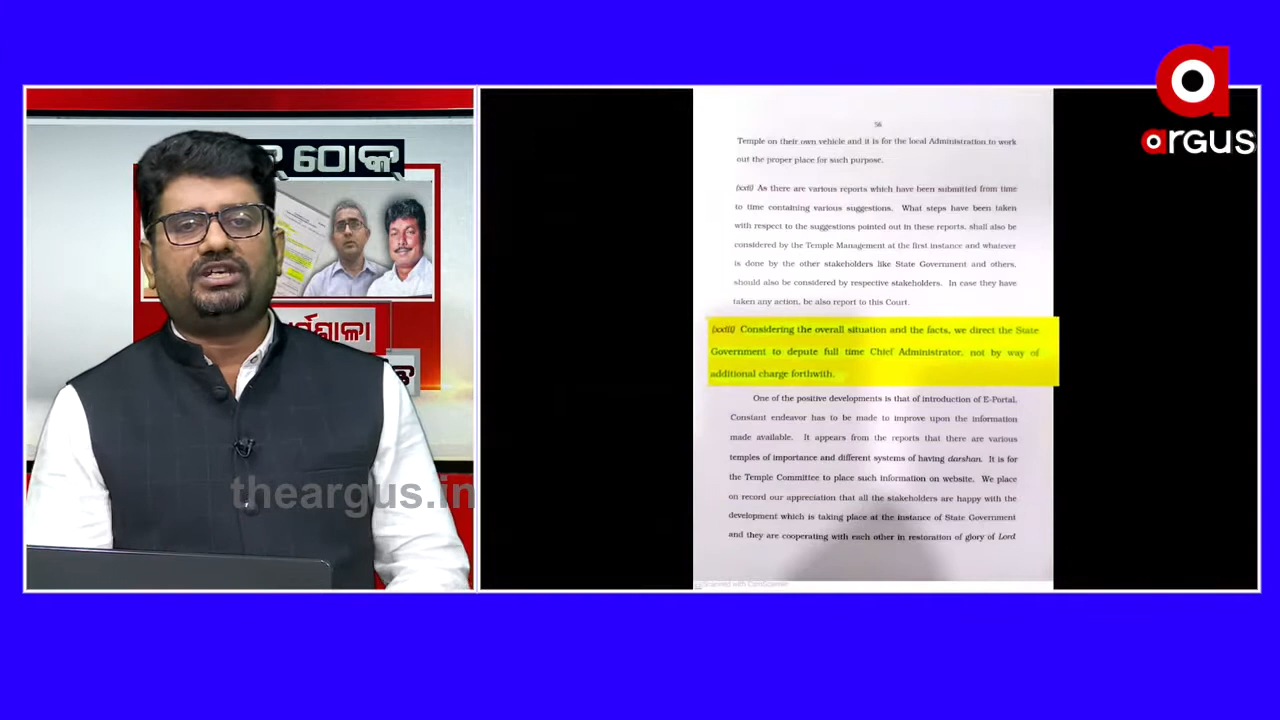 argus
ଠୋକ୍
theargus.in
56
Temple on their own vehicle and it is for the local Administration to work
out the proper place for such purpose.
(xxii) As there are various reports which have been submitted from time
to time containing various suggestions. What steps have been taken
with respect to the suggestions pointed out in these reports, shall also be
considered by the Temple Management at the first instance and whatever
is done by the other stakeholders like State Government and others,
should also be considered by respective stakeholders. In case they have
taken any action, be also report to this Court.
(xxiii) Considering the overall situation and the facts, we direct the State
Government to depute full time Chief Administrator, not by way of
additional charge forthwith.
One of the positive developments is that of introduction of E-Portal,
Constant endeavor has to be made to improve upon the information
made available. It appears from the reports that there are various
temples of importance and different systems of having darshan. It is for
the Temple Committee to place such information on website. We place
on record our appreciation that all the stakeholders are happy with the
development which is taking place at the instance of State Government
and they are cooperating with each other in restoration of glory of Lord
Scanned with CamScanner